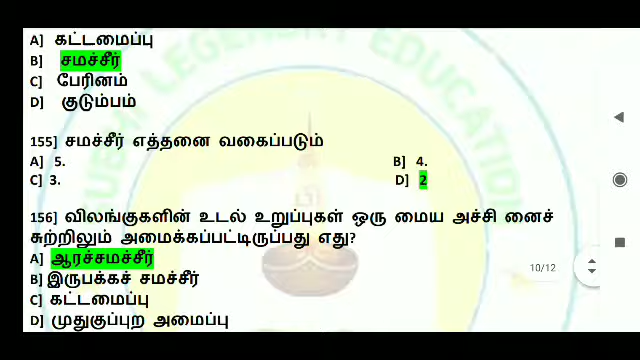 A] கட்டமைப்பு
B] சமச்சீர்
C] பேரினம்
D] குடும்பம்
155] சமச்சீர் எத்தனை வகைப்படும்
A] 5. B] 4.
C] 3. D] 2
156] விலங்குகளின் உடல் உறுப்புகள் ஒரு மைய அச்சி னைச்
சுற்றிலும் அமைக்கப்பட்டிருப்பது எது?
A] ஆரச்சமச்சீர்
B] இருபக்கச் சமச்சீர்
C] கட்டமைப்பு
D] முதுகுப்புற அமைப்பு
10/12